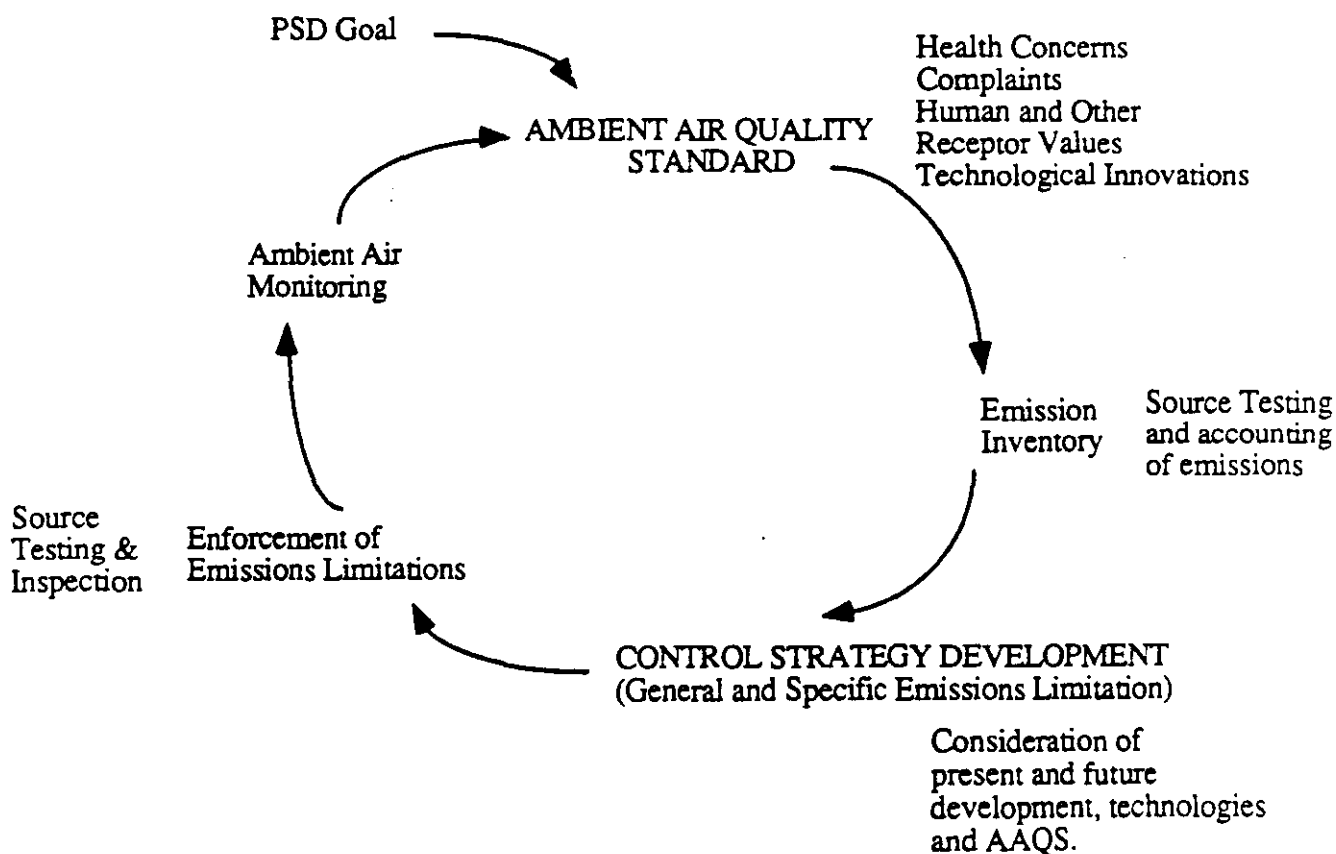 PSD Goal
AMBIENT AIR QUALITY
STANDARD
Health Concerns
Complaints
Human and Other
Receptor Values
Technological Innovations
Ambient Air
Monitoring
Emission
Inventory
Source Testing
and accounting
of emissions
Source
Testing &
Inspection
Enforcement of
Emissions Limitations
CONTROL STRATEGY DEVELOPMENT
(General and Specific Emissions Limitation)
Consideration of
present and future
development, technologies
and AAQS.